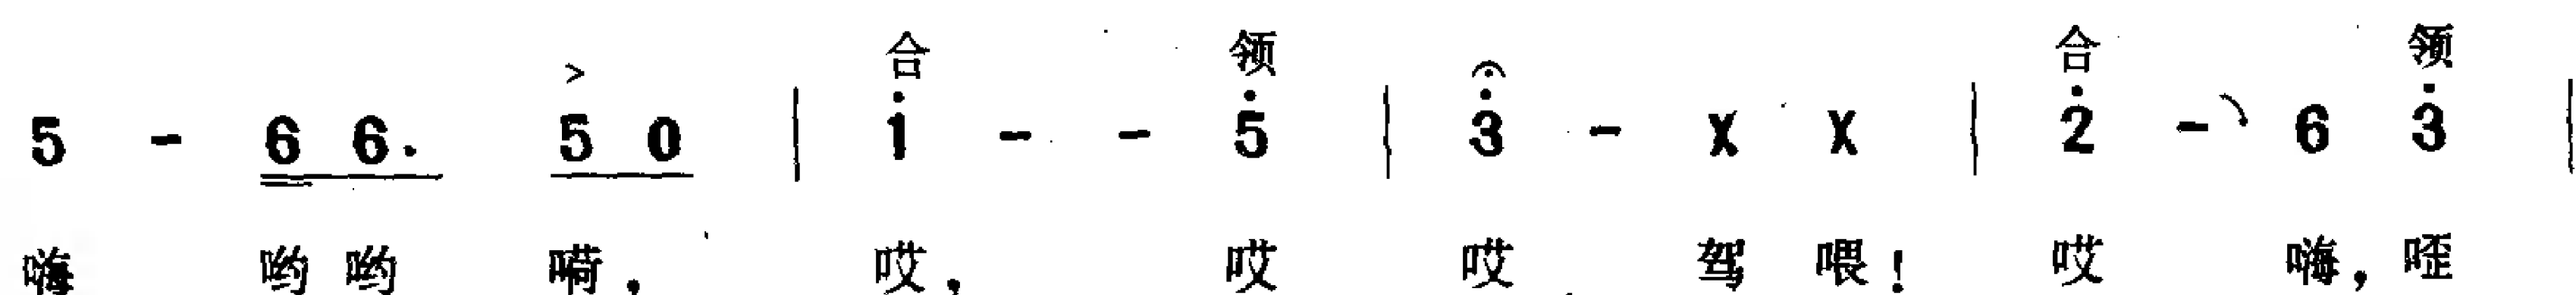 合 领 合 领
5 - 6 6. 5 0 | 1 - - 5 | 3 - X X | 2 - 6 3 |
嗨 哟 哟 嗬， 哎， 哎 哎 驾 喂！ 哎 嗨，咥